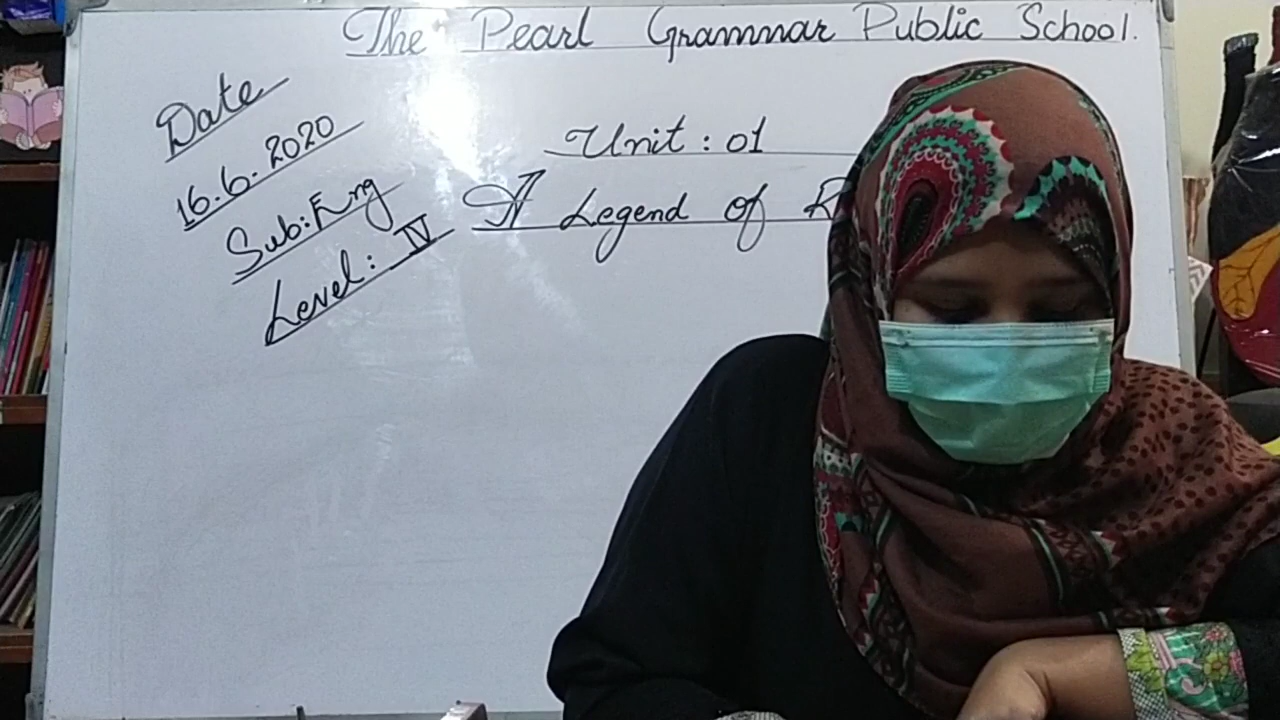 The Pearl Grammar Public School.
Date
16.6.2020
Sub: Eng
Level: IV
Unit: 01
A Legend of R